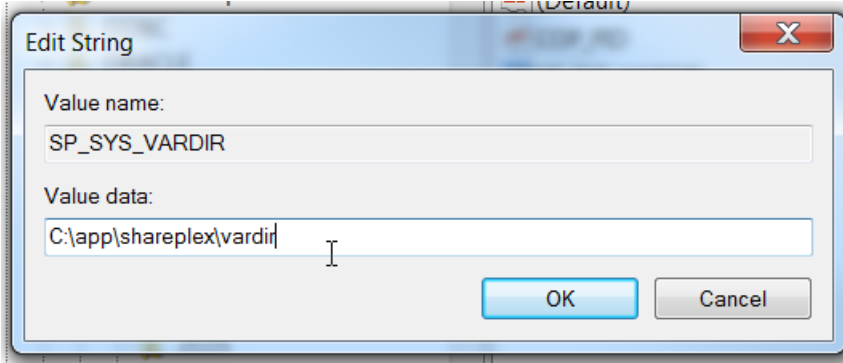 (Default)
Edit String
Value name:
SP_SYS_VARDIR
Value data:
C:\app\shareplex\vardir
OK
Cancel